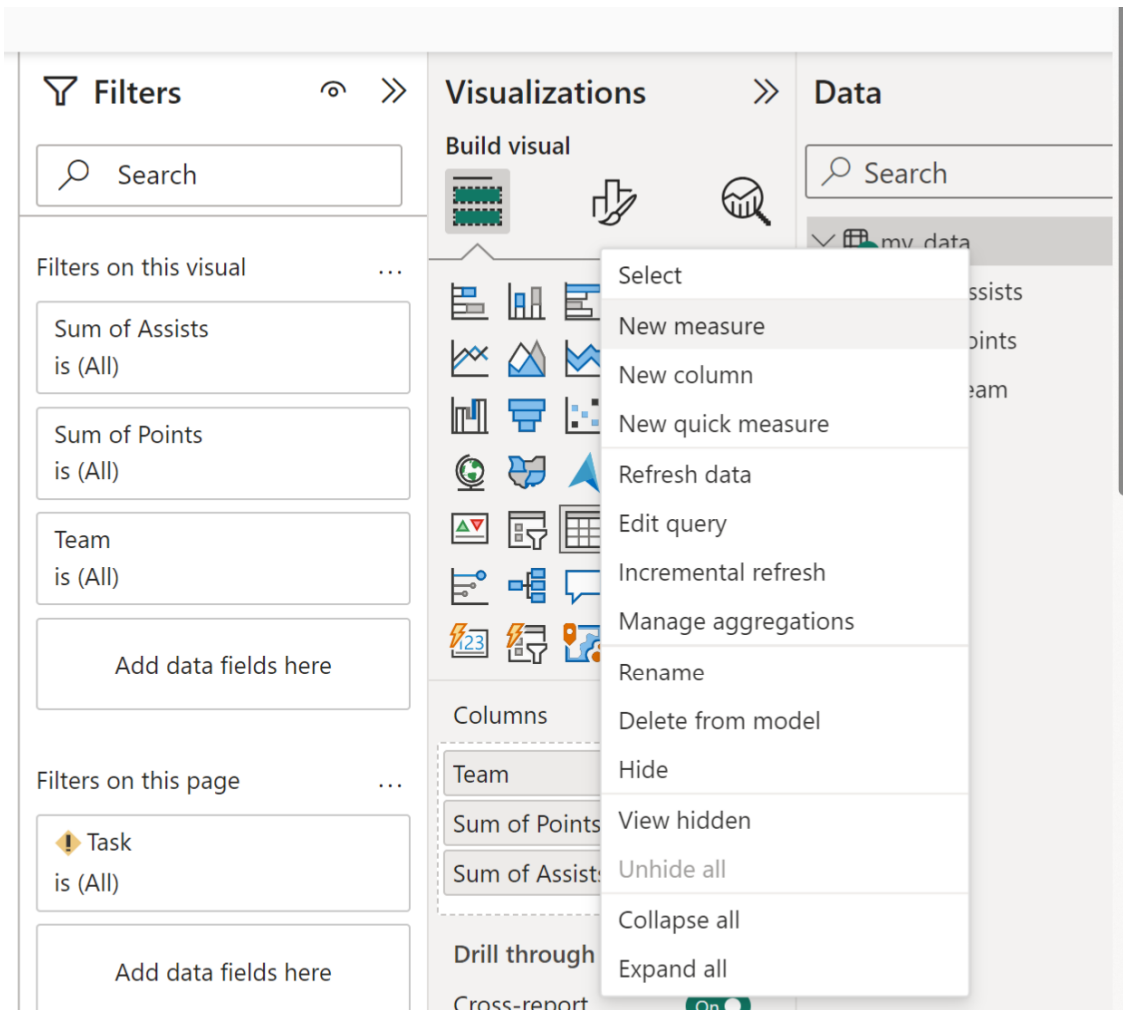 Filters
Search
Filters on this visual
...
Sum of Assists
is (All)
Sum of Points
is (All)
Team
is (All)
Add data fields here
Filters on this page
...
Task
is (All)
Add data fields here
Visualizations
Build visual
123
Columns
Team
Sum of Points
Sum of Assists
Drill through
Cross-report
On
Data
Search
my_data
ssists
oints
eam
Select
New measure
New column
New quick measure
Refresh data
Edit query
Incremental refresh
Manage aggregations
Rename
Delete from model
Hide
View hidden
Unhide all
Collapse all
Expand all